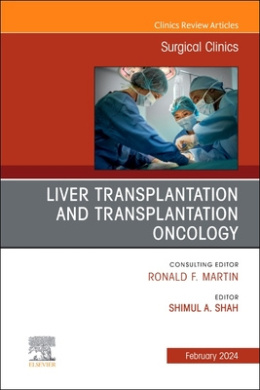 Clinics Review Articles
Surgical Clinics
LIVER TRANSPLANTATION
AND TRANSPLANTATION
ONCOLOGY
CONSULTING EDITOR
RONALD F. MARTIN
EDITOR
SHIMUL A. SHAH
ELSEVIER
February 2024